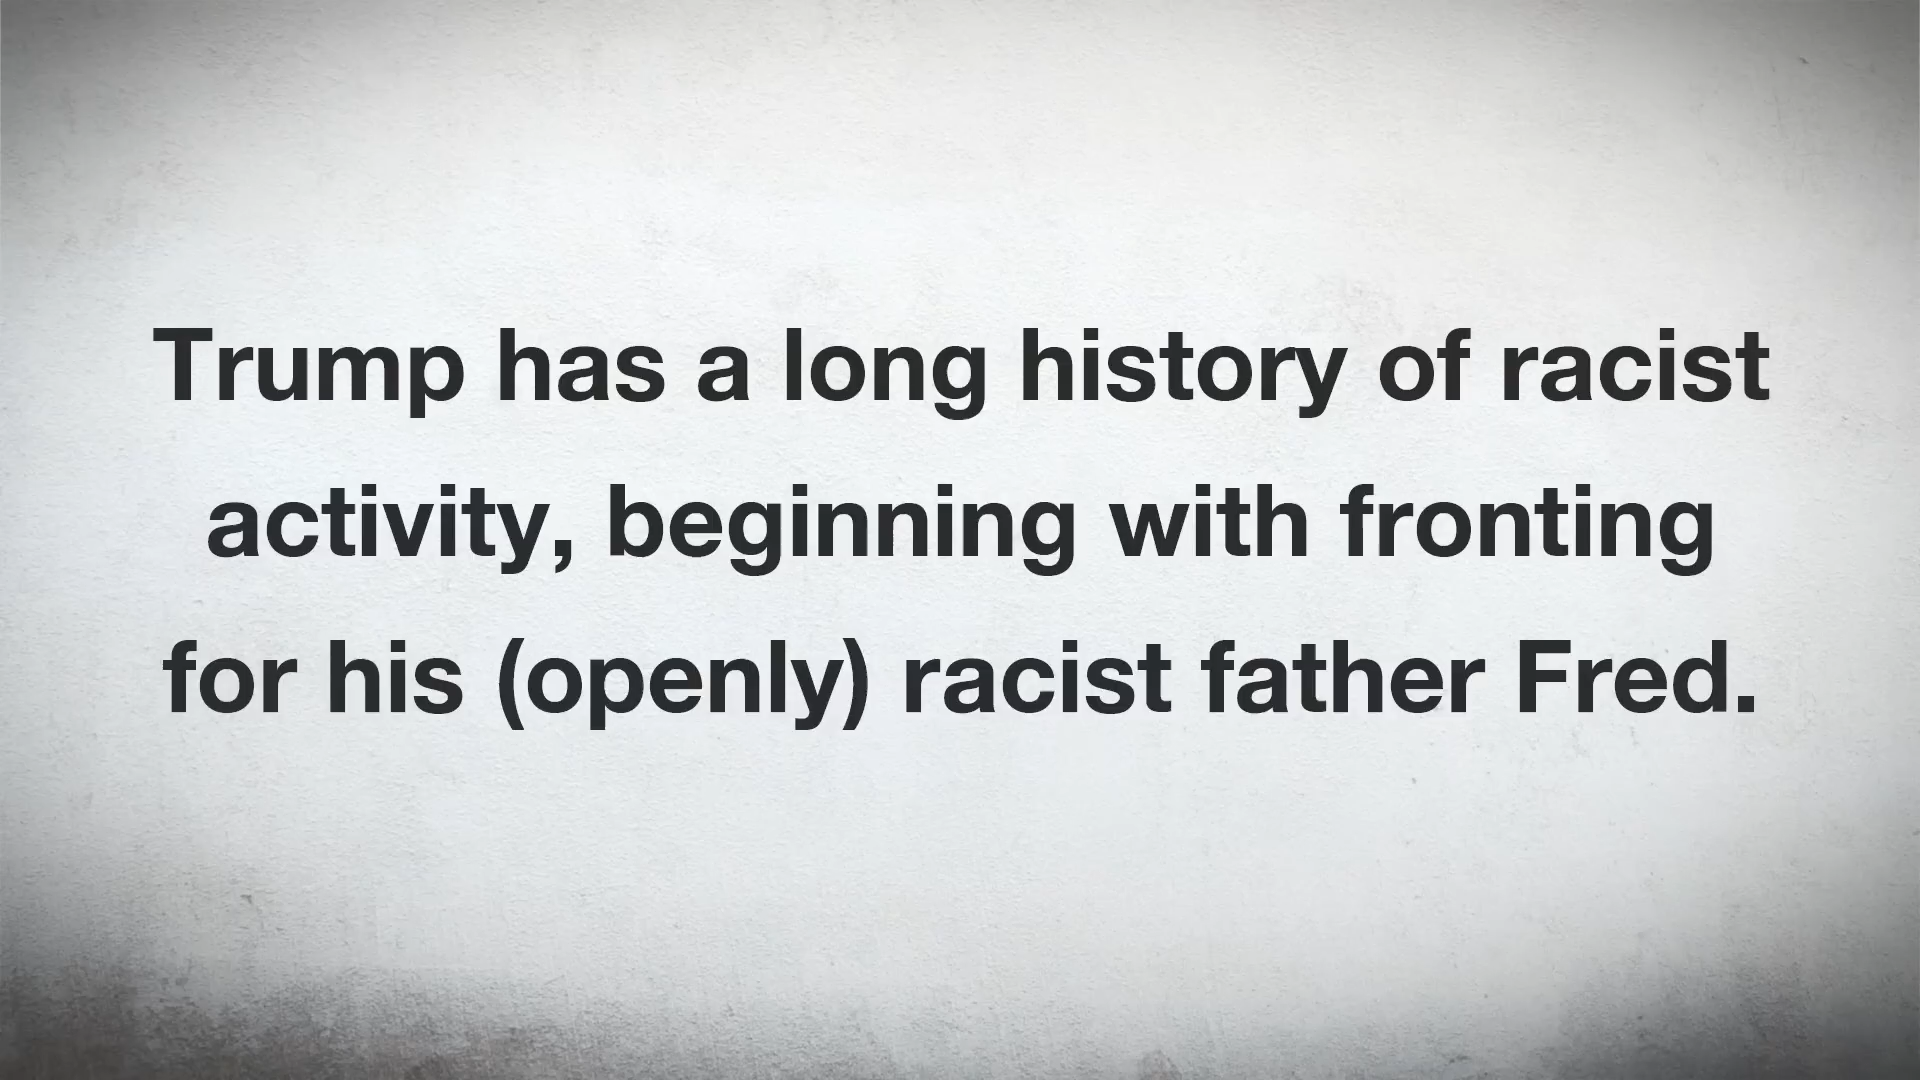 Trump has a long history of racist
activity, beginning with fronting
for his (openly) racist father Fred.